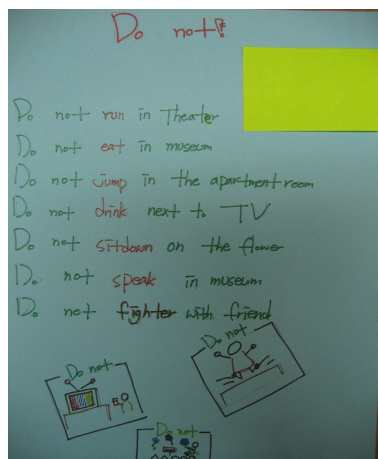 Do not!
Do not run in Theater
Do not eat in museum
Do not jump in the apartment room
Do not drink next to TV
Do not sitdown on the flower
Do not speak in museum
Do not fighter with friend
Do not
Do not
Do not